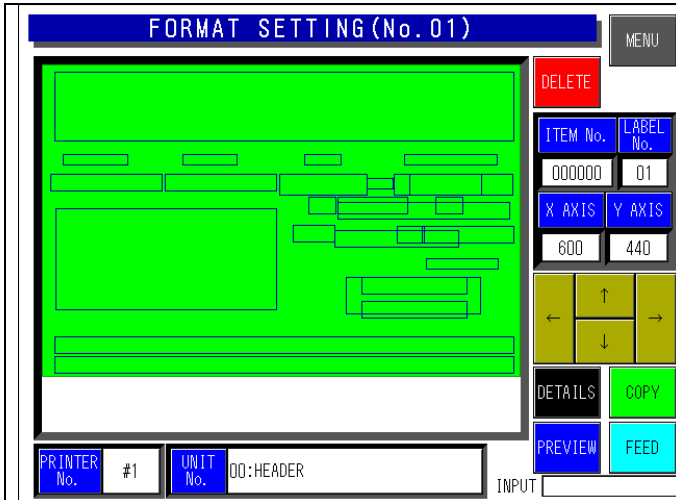 FORMAT SETTING(No.01)
MENU
DELETE
ITEM No.
LABEL No.
000000
01
X AXIS
Y AXIS
600
440
↑
←
→
↓
DETAILS
COPY
PREVIEW
FEED
PRINTER No.
#1
UNIT No.
00:HEADER
INPUT